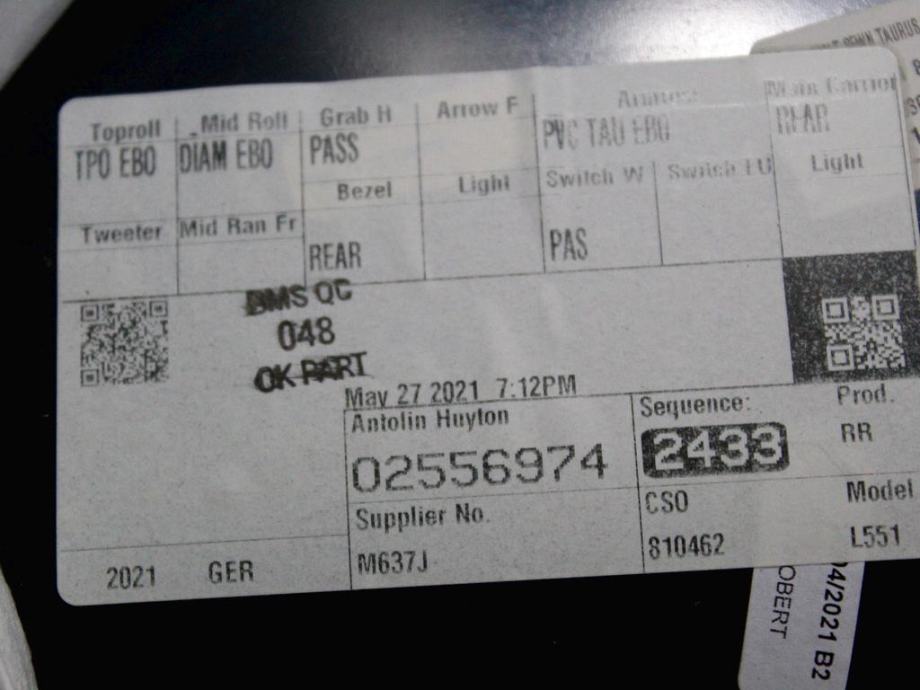 Toproll Mid Roll Grab H Arrow F Main Carrier
TPO EBO DIAM EBO PASS PVC TAU EBO REAR
Bezel Light Switch W Switch LU Light
Tweeter Mid Ran Fr
REAR PAS
BMS QC
048
OK PART
May 27 2021 7:12PM
Antolin Huyton Sequence: Prod.
02556974 2433 RR
Supplier No. CSO Model
M637J 810462 L551
2021 GER
TAURUS
04/2021 B2
OBERT